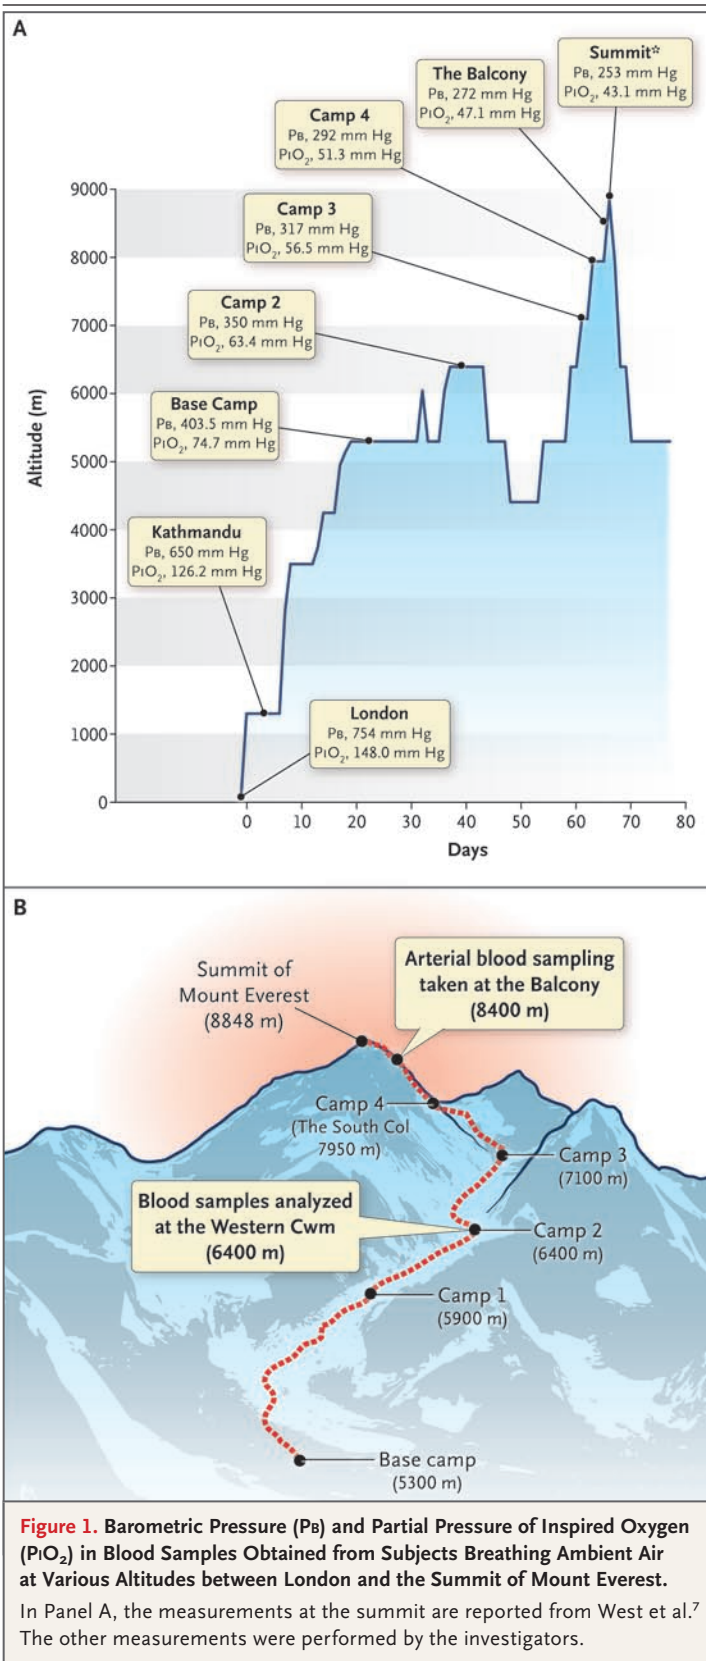 A
Summit☆
PB, 253 mm Hg
PIO₂, 43.1 mm Hg
The Balcony
PB, 272 mm Hg
PIO₂, 47.1 mm Hg
Camp 4
PB, 292 mm Hg
PIO₂, 51.3 mm Hg
Camp 3
PB, 317 mm Hg
PIO₂, 56.5 mm Hg
Camp 2
PB, 350 mm Hg
PIO₂, 63.4 mm Hg
Base Camp
PB, 403.5 mm Hg
PIO₂, 74.7 mm Hg
Kathmandu
PB, 650 mm Hg
PIO₂, 126.2 mm Hg
London
PB, 754 mm Hg
PIO₂, 148.0 mm Hg
Altitude (m)
9000
8000
7000
6000
5000
4000
3000
2000
1000
0
0 10 20 30 40 50 60 70 80
Days
B
Summit of
Mount Everest
(8848 m)
Arterial blood sampling
taken at the Balcony
(8400 m)
Camp 4
(The South Col
7950 m)
Camp 3
(7100 m)
Blood samples analyzed
at the Western Cwm
(6400 m)
Camp 2
(6400 m)
Camp 1
(5900 m)
Base camp
(5300 m)
Figure 1. Barometric Pressure (PB) and Partial Pressure of Inspired Oxygen
(PIO₂) in Blood Samples Obtained from Subjects Breathing Ambient Air
at Various Altitudes between London and the Summit of Mount Everest.
In Panel A, the measurements at the summit are reported from West et al.⁷
The other measurements were performed by the investigators.